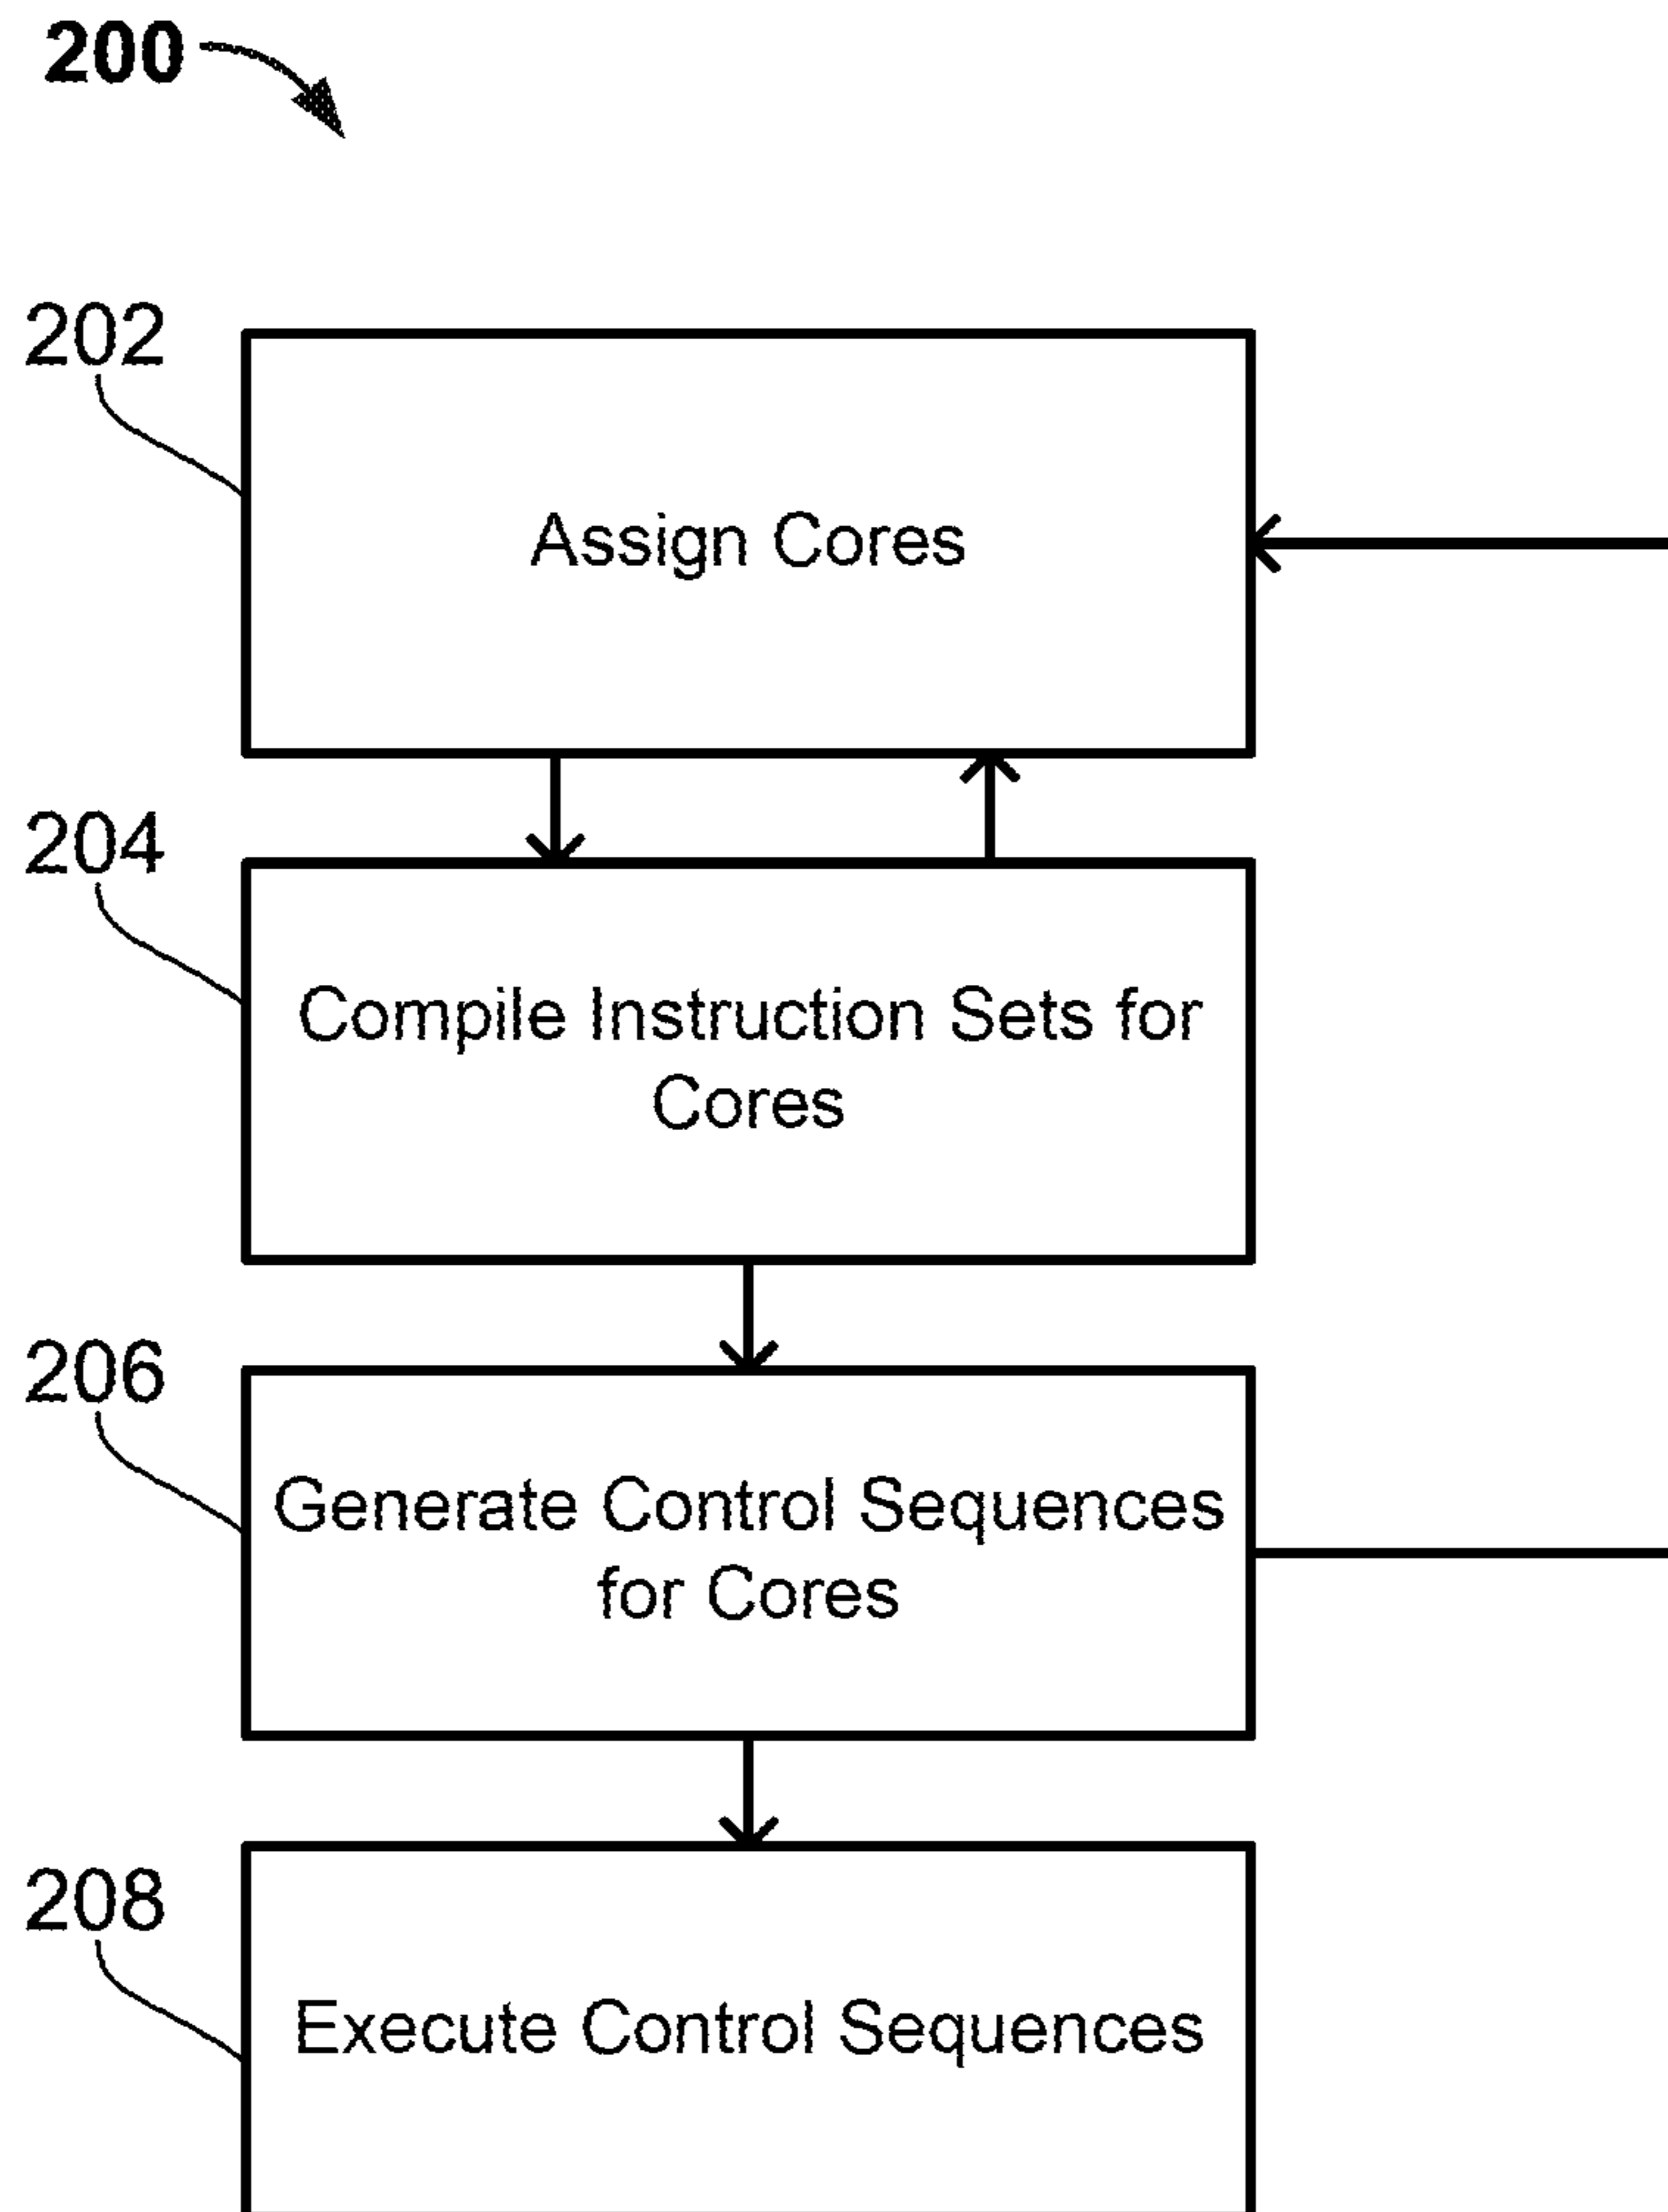 200
202
Assign Cores
204
Compile Instruction Sets for
Cores
206
Generate Control Sequences
for Cores
208
Execute Control Sequences